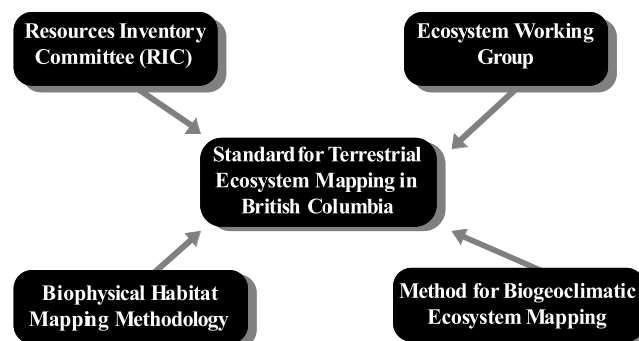 Resources Inventory
Committee (RIC)
Ecosystem Working
Group
Standard for Terrestrial
Ecosystem Mapping in
British Columbia
Biophysical Habitat
Mapping Methodology
Method for Biogeoclimatic
Ecosystem Mapping